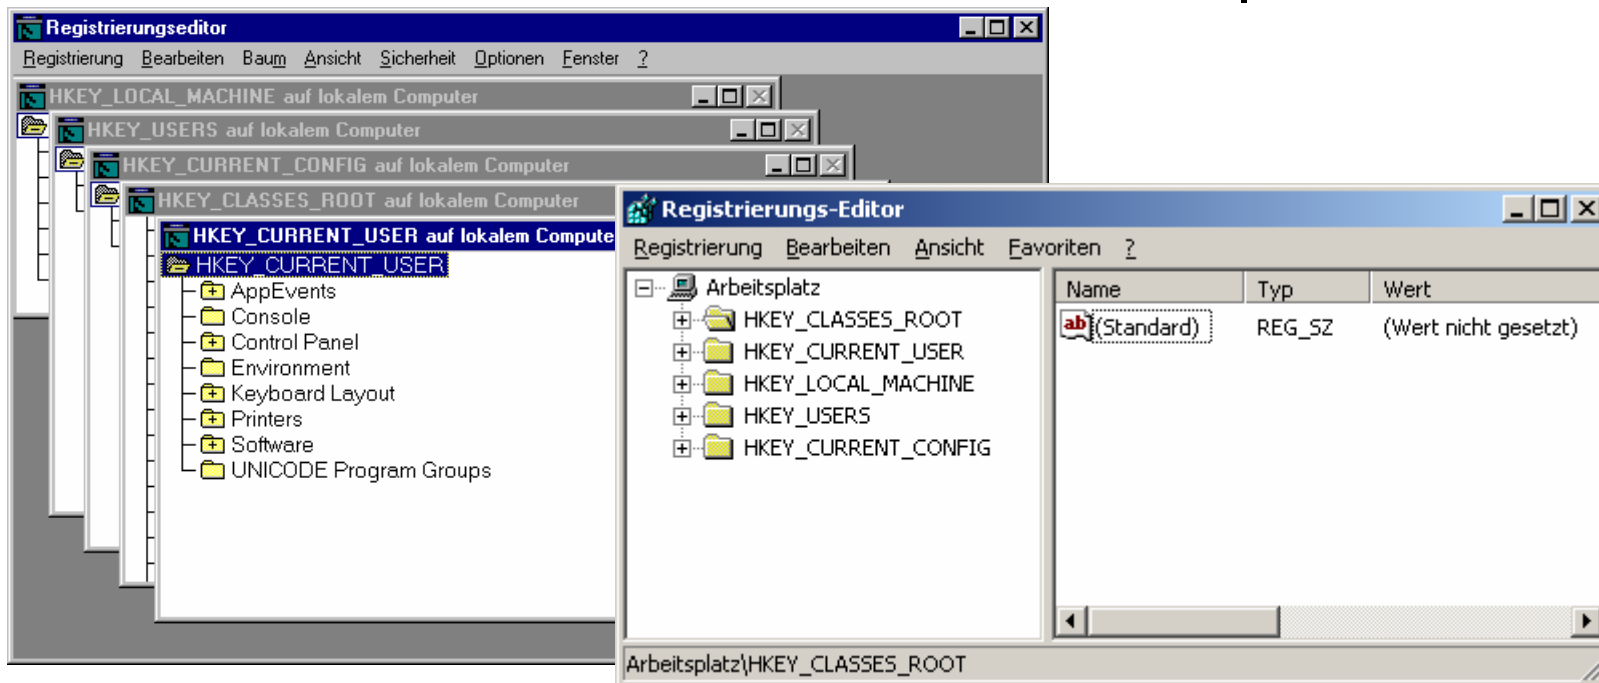 Registrierungseditor
Registrierung Bearbeiten Baum Ansicht Sicherheit Optionen Fenster ?
HKEY_LOCAL_MACHINE auf lokalem Computer
HKEY_USERS auf lokalem Computer
HKEY_CURRENT_CONFIG auf lokalem Computer
HKEY_CLASSES_ROOT auf lokalem Computer
HKEY_CURRENT_USER auf lokalem Compute
HKEY_CURRENT_USER
AppEvents
Console
Control Panel
Environment
Keyboard Layout
Printers
Software
UNICODE Program Groups
Registrierungs-Editor
Registrierung Bearbeiten Ansicht Favoriten ?
Arbeitsplatz
HKEY_CLASSES_ROOT
HKEY_CURRENT_USER
HKEY_LOCAL_MACHINE
HKEY_USERS
HKEY_CURRENT_CONFIG
Name Typ Wert
ab (Standard) REG_SZ (Wert nicht gesetzt)
Arbeitsplatz\HKEY_CLASSES_ROOT